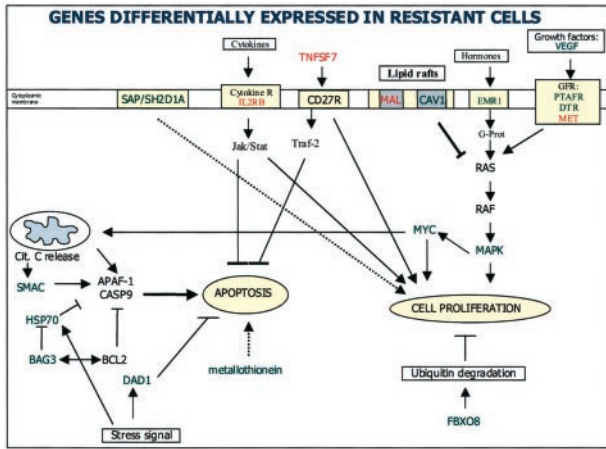 GENES DIFFERENTIALLY EXPRESSED IN RESISTANT CELLS
Cytokines
TNFSF7
Hormones
Growth factors:
VEGF
Lipid rafts
Cytoplasmic
membrane
SAP/SH2D1A
Cytokine R
IL2RB
CD27R
MAL
CAV1
EMR1
GFR:
PTAFR
DTR
MET
Jak/Stat
Traf-2
G-Prot
RAS
RAF
MYC
MAPK
Cit. C release
SMAC
APAF-1
CASP9
APOPTOSIS
CELL PROLIFERATION
HSP70
BAG3
BCL2
DAD1
metallothionein
Ubiquitin degradation
FBXO8
Stress signal